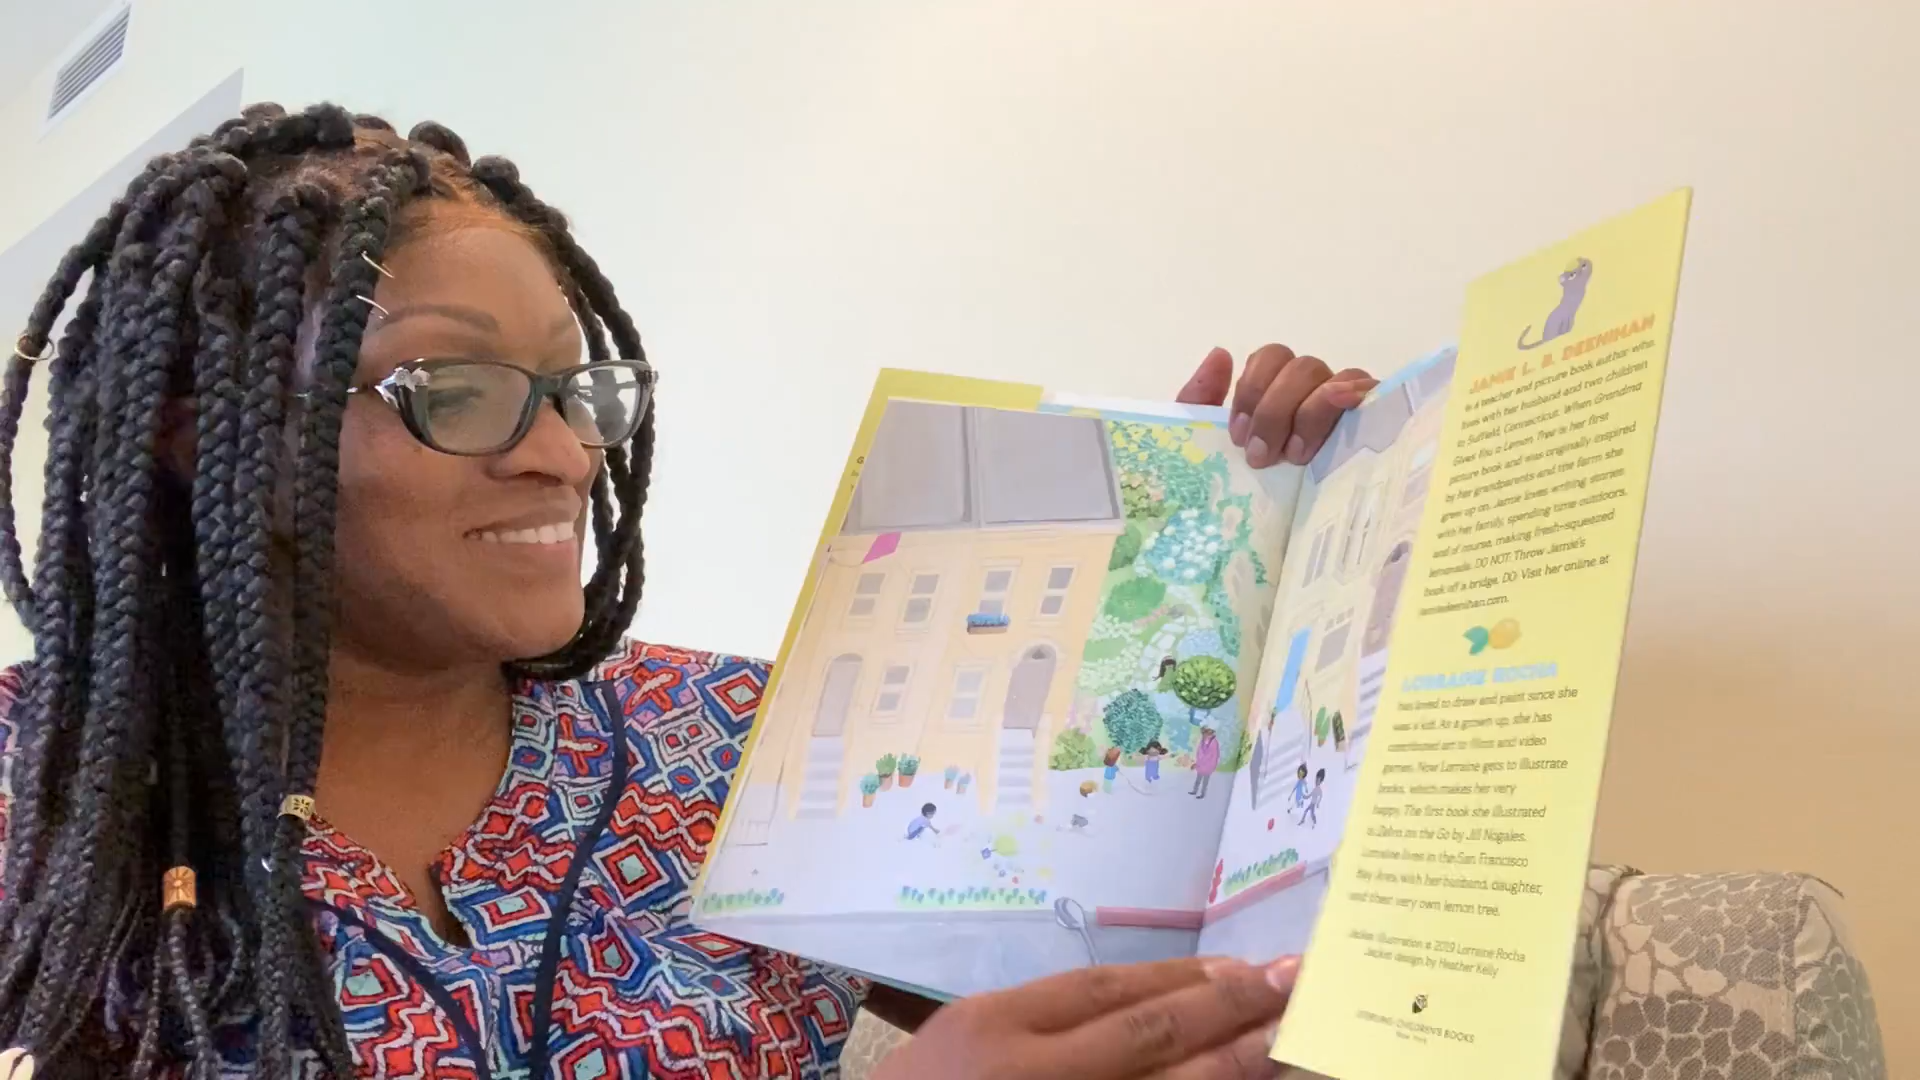 G
JAMIE L. B. DEENIHAN
is a teacher and picture book author who
lives with her husband and two children
in Suffield, Connecticut. When Grandma
Gives You a Lemon Tree is her first
picture book and was originally inspired
by her grandparents and the farm she
grew up on. Jamie loves writing stories
with her family, spending time outdoors,
and of course, making fresh-squeezed
lemonade. DO NOT: Throw Jamie's
book off a bridge. DO: Visit her online at
jamiedeenihan.com.
LORRAINE ROCHA
has loved to draw and paint since she
was a kid. As a grown up, she has
contributed art to films and video
games. Now Lorraine gets to illustrate
books, which makes her very
happy. The first book she illustrated
is Zebra on the Go by Jill Nogales.
Lorraine lives in the San Francisco
Bay Area, with her husband, daughter,
and their very own lemon tree.
Jacket illustration © 2019 Lorraine Rocha
Jacket design by Heather Kelly
STERLING CHILDREN'S BOOKS
New York